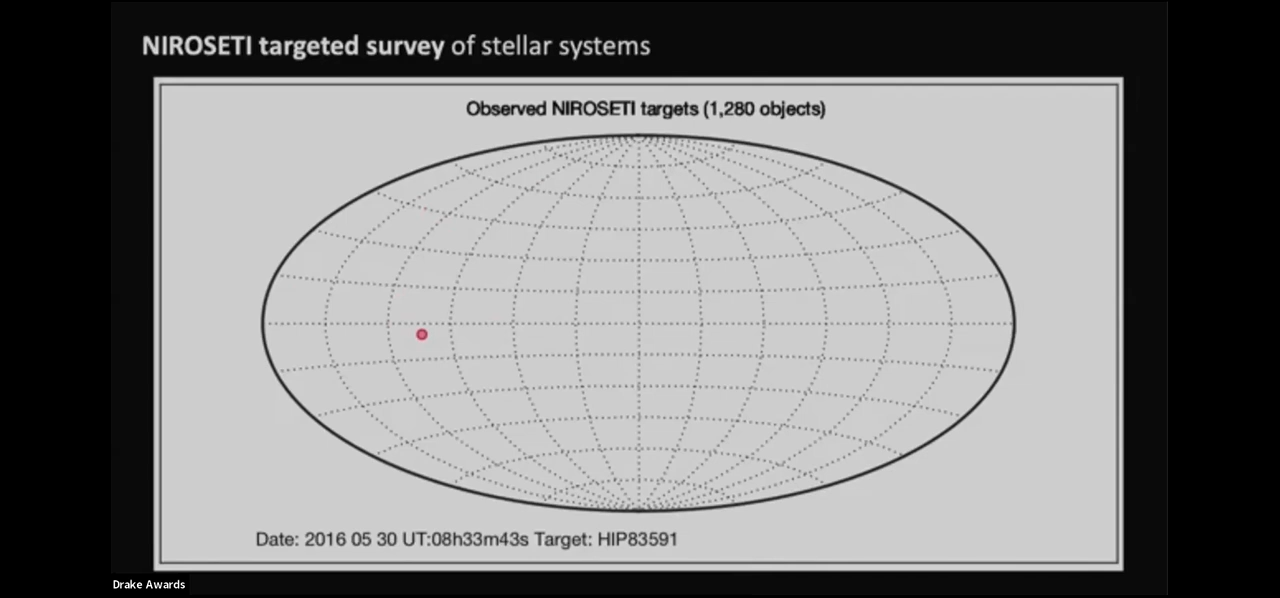 NIROSETI targeted survey of stellar systems
Observed NIROSETI targets (1,280 objects)
Date: 2016 05 30 UT:08h33m43s Target: HIP83591
Drake Awards